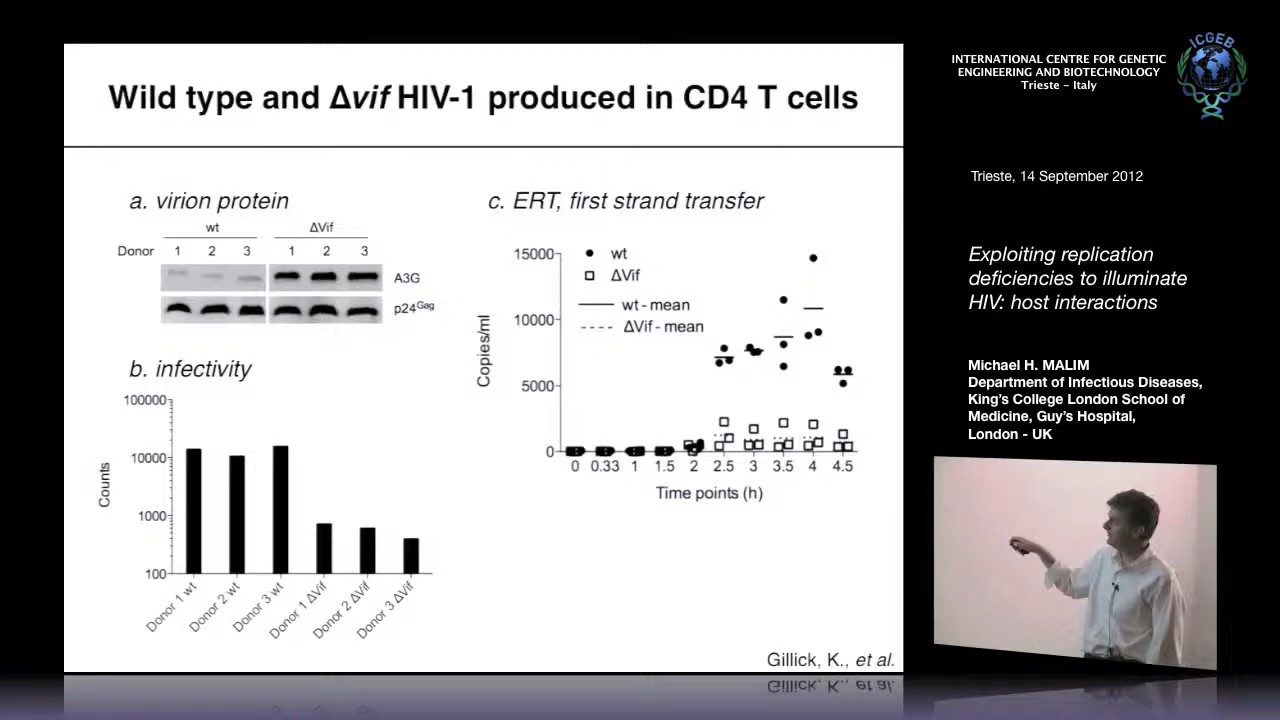 Wild type and Δvif HIV-1 produced in CD4 T cells
a. virion protein
wt ΔVif
Donor 1 2 3 1 2 3
A3G
p24Gag
b. infectivity
100000
10000
1000
100
Counts
Donor 1 wt
Donor 2 wt
Donor 3 wt
Donor 1 ΔVif
Donor 2 ΔVif
Donor 3 ΔVif
c. ERT, first strand transfer
wt
ΔVif
wt - mean
ΔVif - mean
15000
10000
5000
0
Copies/ml
0 0.33 1 1.5 2 2.5 3 3.5 4 4.5
Time points (h)
Gillick, K., et al.
INTERNATIONAL CENTRE FOR GENETIC
ENGINEERING AND BIOTECHNOLOGY
Trieste - Italy
ICGEB
Trieste, 14 September 2012
Exploiting replication
deficiencies to illuminate
HIV: host interactions
Michael H. MALIM
Department of Infectious Diseases,
King's College London School of
Medicine, Guy's Hospital,
London - UK